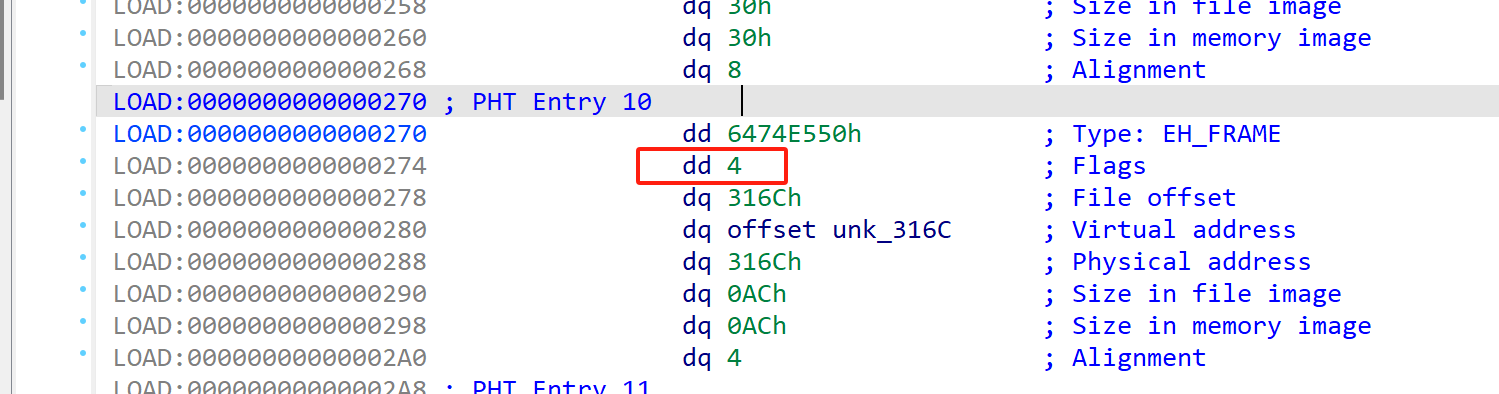 LOAD:0000000000000258 dq 30h ; Size in file image
LOAD:0000000000000260 dq 30h ; Size in memory image
LOAD:0000000000000268 dq 8 ; Alignment
LOAD:0000000000000270 ; PHT Entry 10
LOAD:0000000000000270 dd 6474E550h ; Type: EH_FRAME
LOAD:0000000000000274 dd 4 ; Flags
LOAD:0000000000000278 dq 316Ch ; File offset
LOAD:0000000000000280 dq offset unk_316C ; Virtual address
LOAD:0000000000000288 dq 316Ch ; Physical address
LOAD:0000000000000290 dq 0ACh ; Size in file image
LOAD:0000000000000298 dq 0ACh ; Size in memory image
LOAD:00000000000002A0 dq 4 ; Alignment
LOAD:00000000000002A8 ; PHT Entry 11